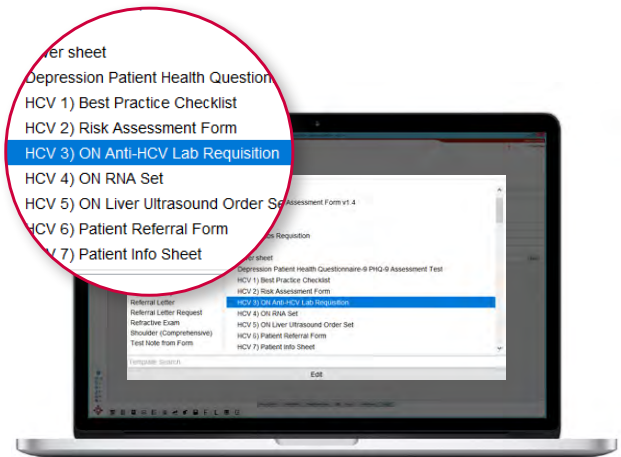 ver sheet
Depression Patient Health Question
HCV 1) Best Practice Checklist
HCV 2) Risk Assessment Form
HCV 3) ON Anti-HCV Lab Requisition
HCV 4) ON RNA Set
HCV 5) ON Liver Ultrasound Order Se
HCV 6) Patient Referral Form
V 7) Patient Info Sheet
Assessment Form v1.4
Requisition
ver sheet
Depression Patient Health Questionnaire-9 PHQ-9 Assessment Test
HCV 1) Best Practice Checklist
HCV 2) Risk Assessment Form
HCV 3) ON Anti-HCV Lab Requisition
HCV 4) ON RNA Set
HCV 5) ON Liver Ultrasound Order Set
HCV 6) Patient Referral Form
HCV 7) Patient Info Sheet
Referral Letter
Referral Letter Request
Refractive Exam
Shoulder (Comprehensive)
Test Note from Form
Template Search
Edit